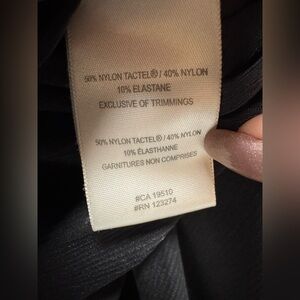 50% NYLON TACTEL® / 40% NYLON
10% ELASTANE
EXCLUSIVE OF TRIMMINGS
50% NYLON TACTEL® / 40% NYLON
10% ÉLASTHANNE
GARNITURES NON COMPRISES
#CA 19510
#RN 123274